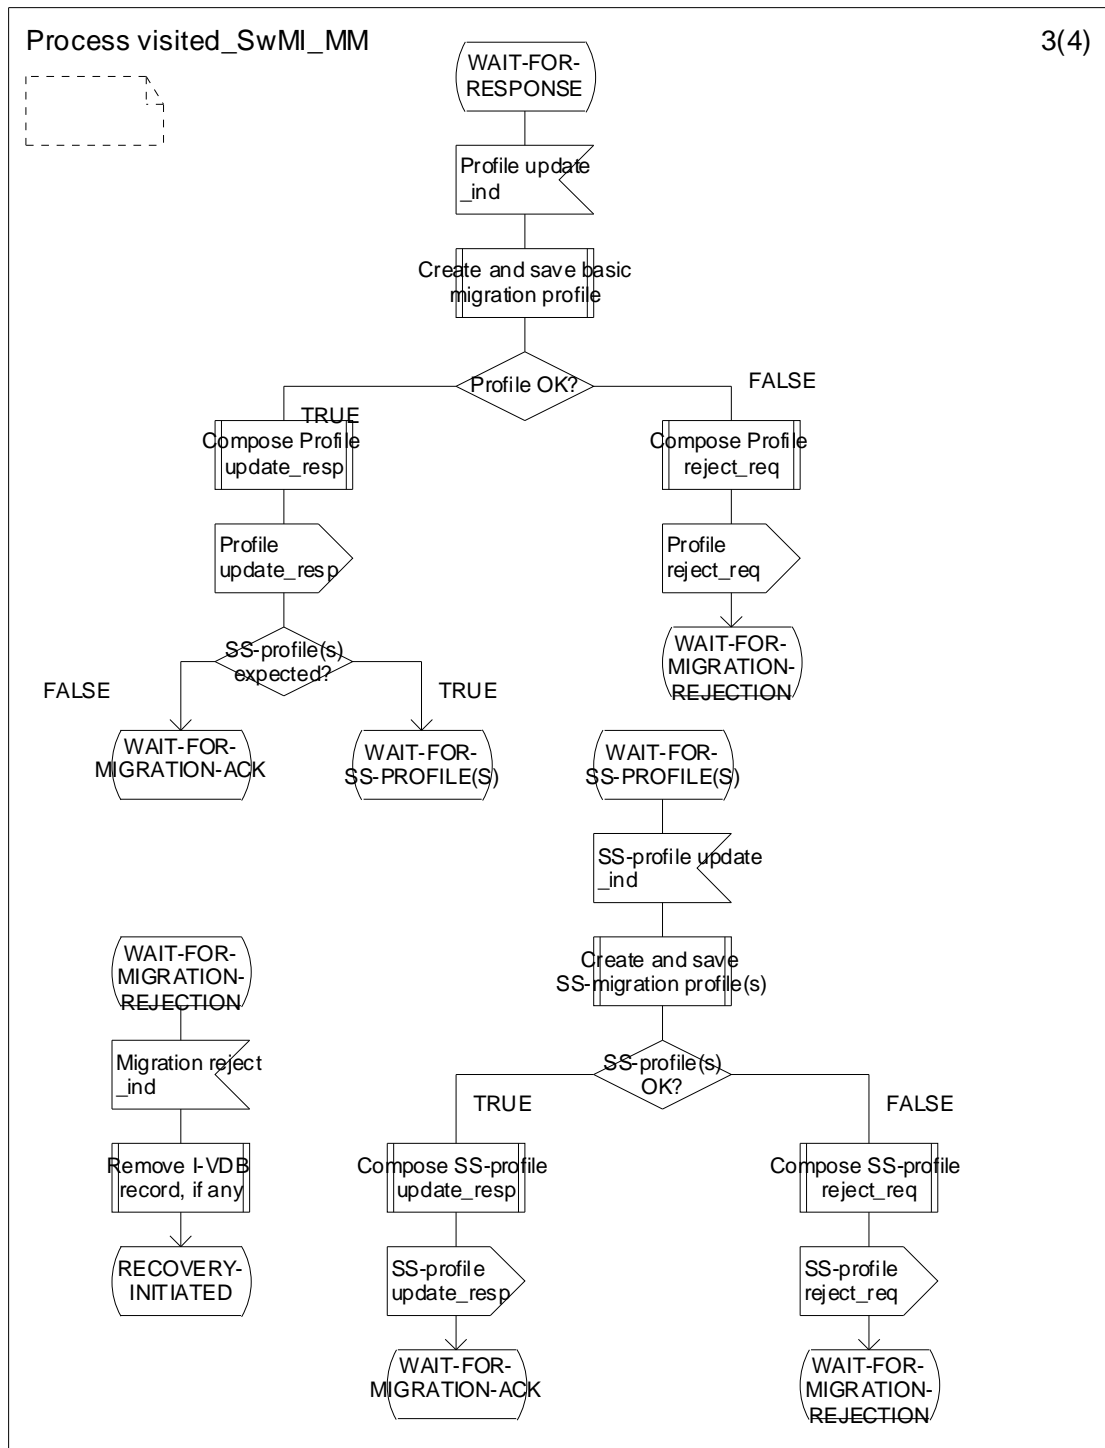 Process visited_SwMI_MM
3(4)
WAIT-FOR-
RESPONSE
Profile update
_ind
Create and save basic
migration profile
Profile OK?
TRUE
FALSE
Compose Profile
update_resp
Compose Profile
reject_req
Profile
update_resp
Profile
reject_req
SS-profile(s)
expected?
WAIT-FOR-
MIGRATION-
REJECTION
FALSE
TRUE
WAIT-FOR-
MIGRATION-ACK
WAIT-FOR-
SS-PROFILE(S)
WAIT-FOR-
SS-PROFILE(S)
SS-profile update
_ind
WAIT-FOR-
MIGRATION-
REJECTION
Create and save
SS-migration profile(s)
Migration reject
_ind
SS-profile(s)
OK?
TRUE
FALSE
Remove I-VDB
record, if any
Compose SS-profile
update_resp
Compose SS-profile
reject_req
RECOVERY-
INITIATED
SS-profile
update_resp
SS-profile
reject_req
WAIT-FOR-
MIGRATION-ACK
WAIT-FOR-
MIGRATION-
REJECTION